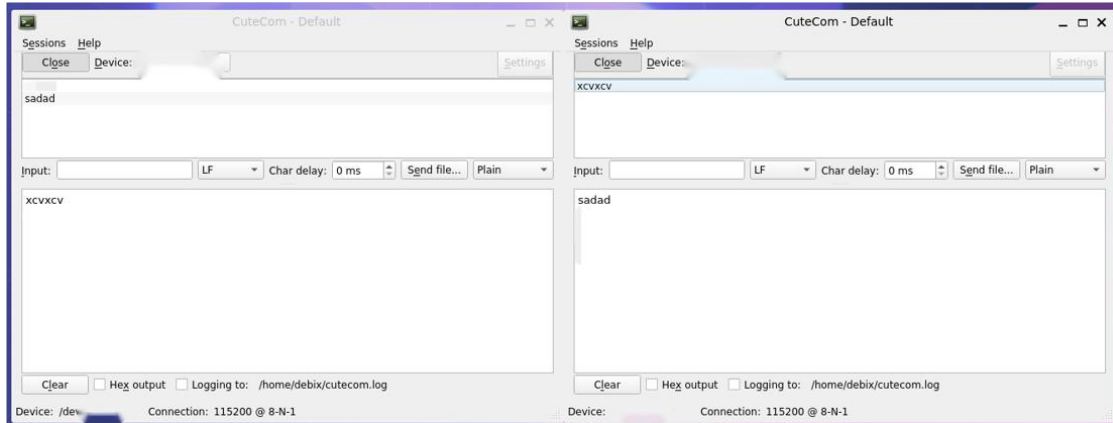 CuteCom - Default
Sessions Help
Close Device: Settings
sadad
Input: LF Char delay: 0 ms Send file... Plain
xcvxcv
Clear Hex output Logging to: /home/debix/cutecom.log
Device: /dev Connection: 115200 @ 8-N-1
CuteCom - Default
Sessions Help
Close Device: Settings
xcvxcv
Input: LF Char delay: 0 ms Send file... Plain
sadad
Clear Hex output Logging to: /home/debix/cutecom.log
Device: Connection: 115200 @ 8-N-1